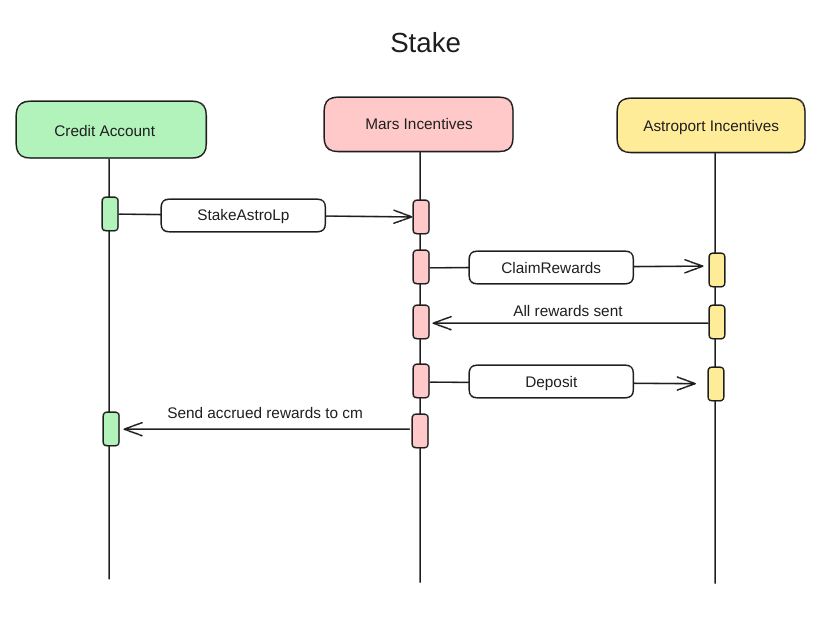 Stake
Credit Account
Mars Incentives
Astroport Incentives
StakeAstroLp
ClaimRewards
All rewards sent
Deposit
Send accrued rewards to cm